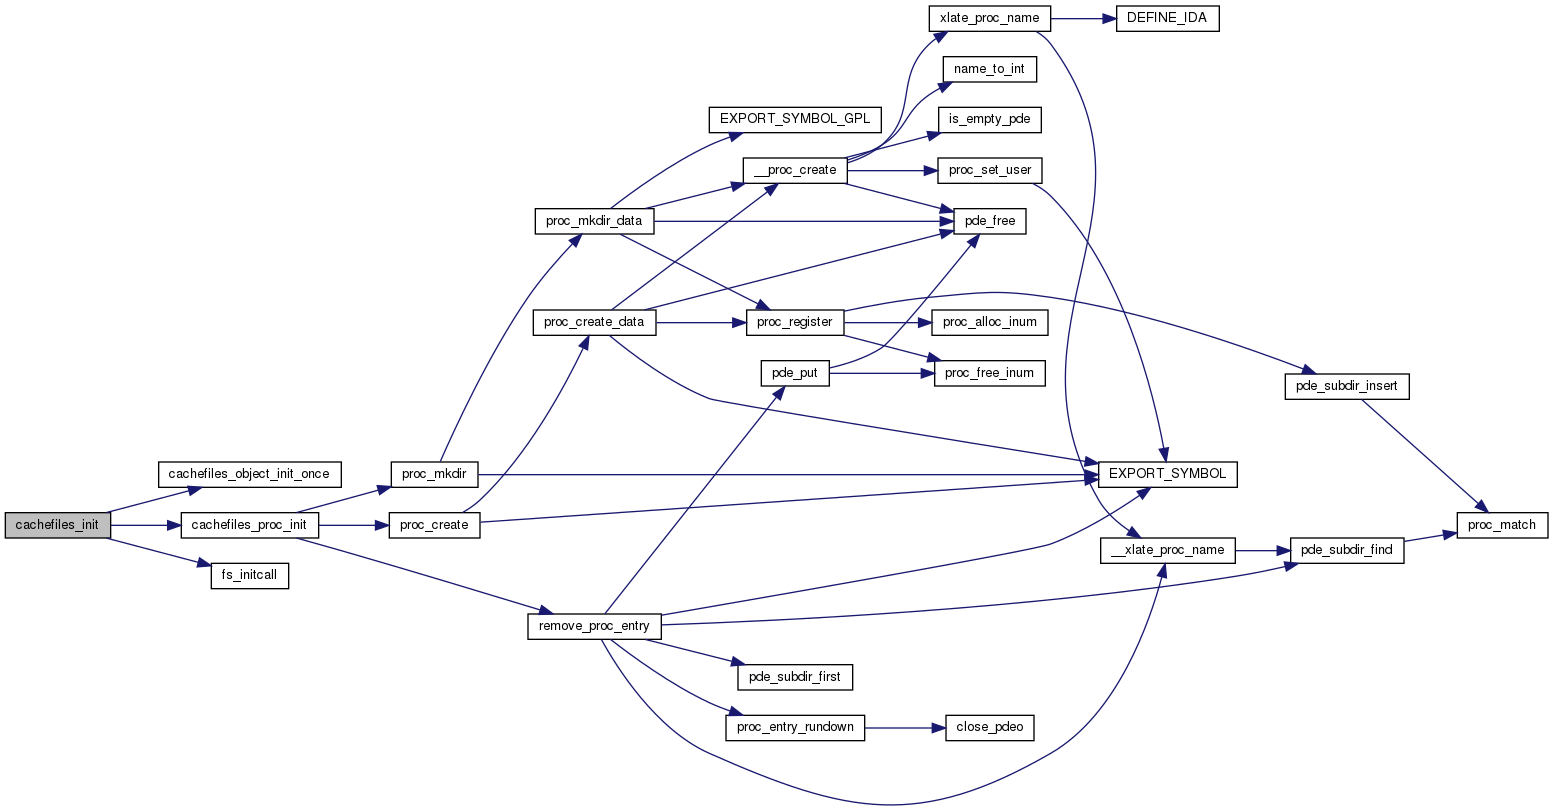 xlate_proc_name
DEFINE_IDA
name_to_int
EXPORT_SYMBOL_GPL
is_empty_pde
__proc_create
proc_set_user
proc_mkdir_data
pde_free
proc_create_data
proc_register
proc_alloc_inum
pde_put
proc_free_inum
pde_subdir_insert
cachefiles_object_init_once
proc_mkdir
EXPORT_SYMBOL
cachefiles_init
cachefiles_proc_init
proc_create
proc_match
__xlate_proc_name
pde_subdir_find
fs_initcall
remove_proc_entry
pde_subdir_first
proc_entry_rundown
close_pdeo